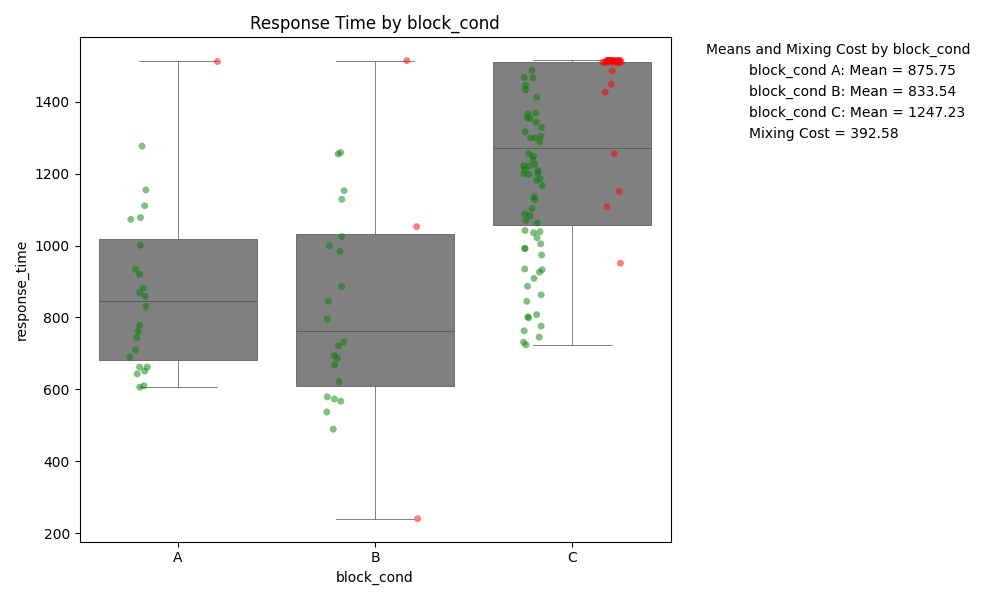 Response Time by block_cond
Means and Mixing Cost by block_cond
block_cond A: Mean = 875.75
block_cond B: Mean = 833.54
block_cond C: Mean = 1247.23
Mixing Cost = 392.58
response_time
1400
1200
1000
800
600
400
200
A
B
C
block_cond